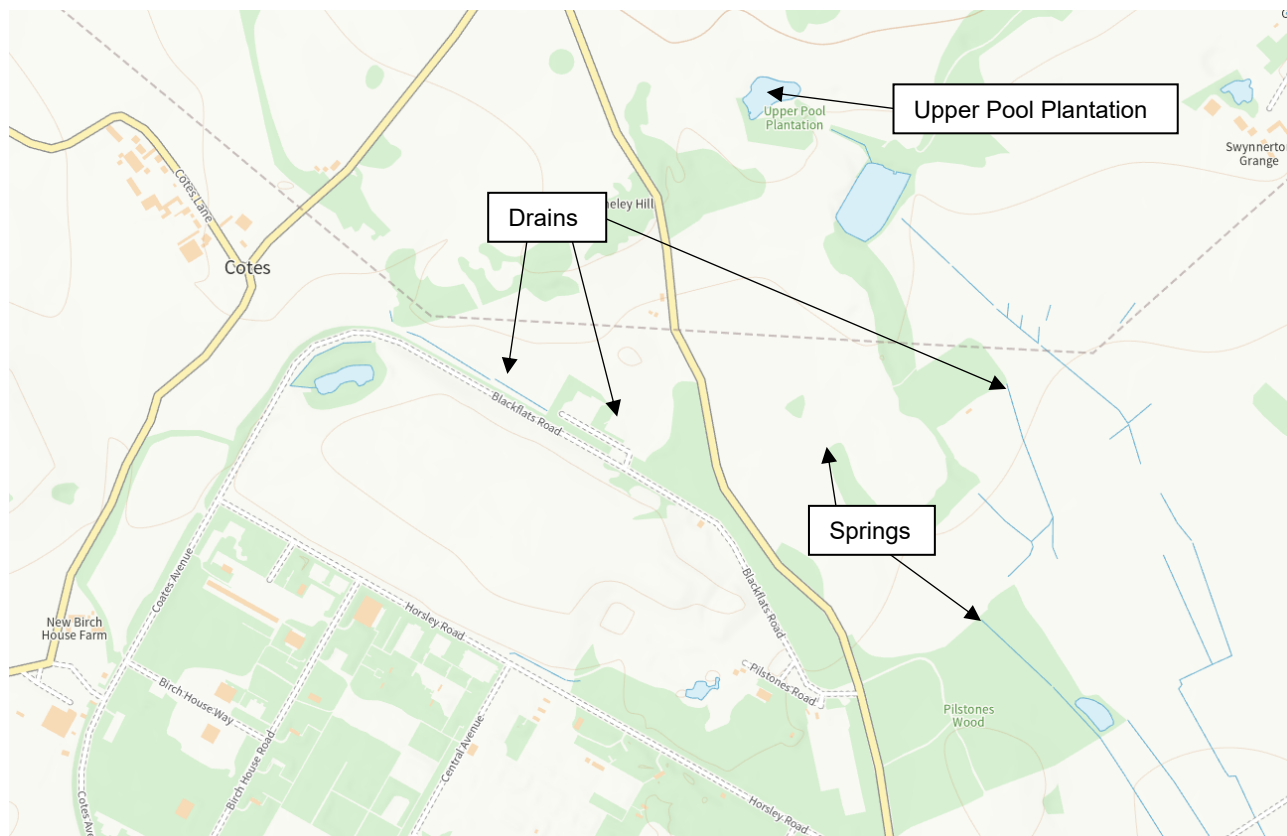 Upper Pool
Plantation
Upper Pool Plantation
Swynnerto
Grange
Cotes Lane
Drains
eley Hill
Cotes
Blackflats Road
Springs
Coates Avenue
Horsley Road
Blackflats Road
New Birch
House Farm
Birch House Way
Birch House Road
Central Avenue
Pilstones Road
Pilstones
Wood
Cotes Ave
Horsley Road